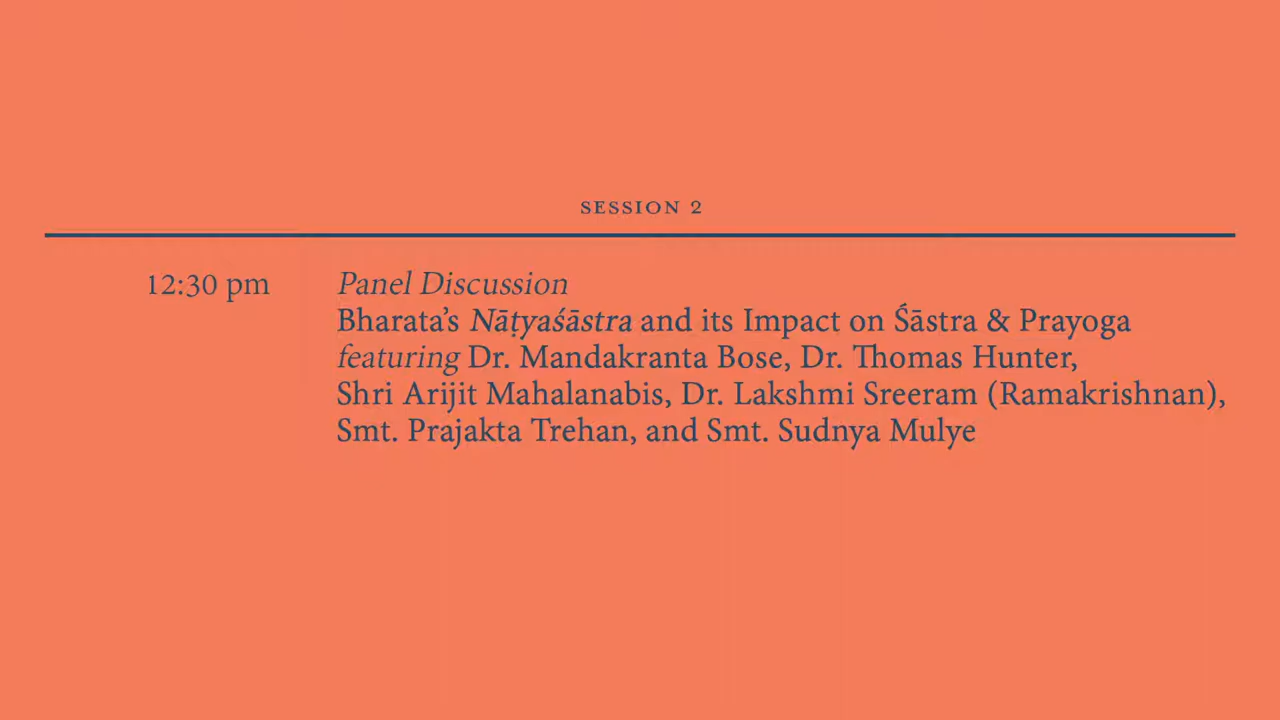 SESSION 2
12:30 pm Panel Discussion
Bharata’s Nāṭyaśāstra and its Impact on Śāstra & Prayoga
featuring Dr. Mandakranta Bose, Dr. Thomas Hunter,
Shri Arijit Mahalanabis, Dr. Lakshmi Sreeram (Ramakrishnan),
Smt. Prajakta Trehan, and Smt. Sudnya Mulye